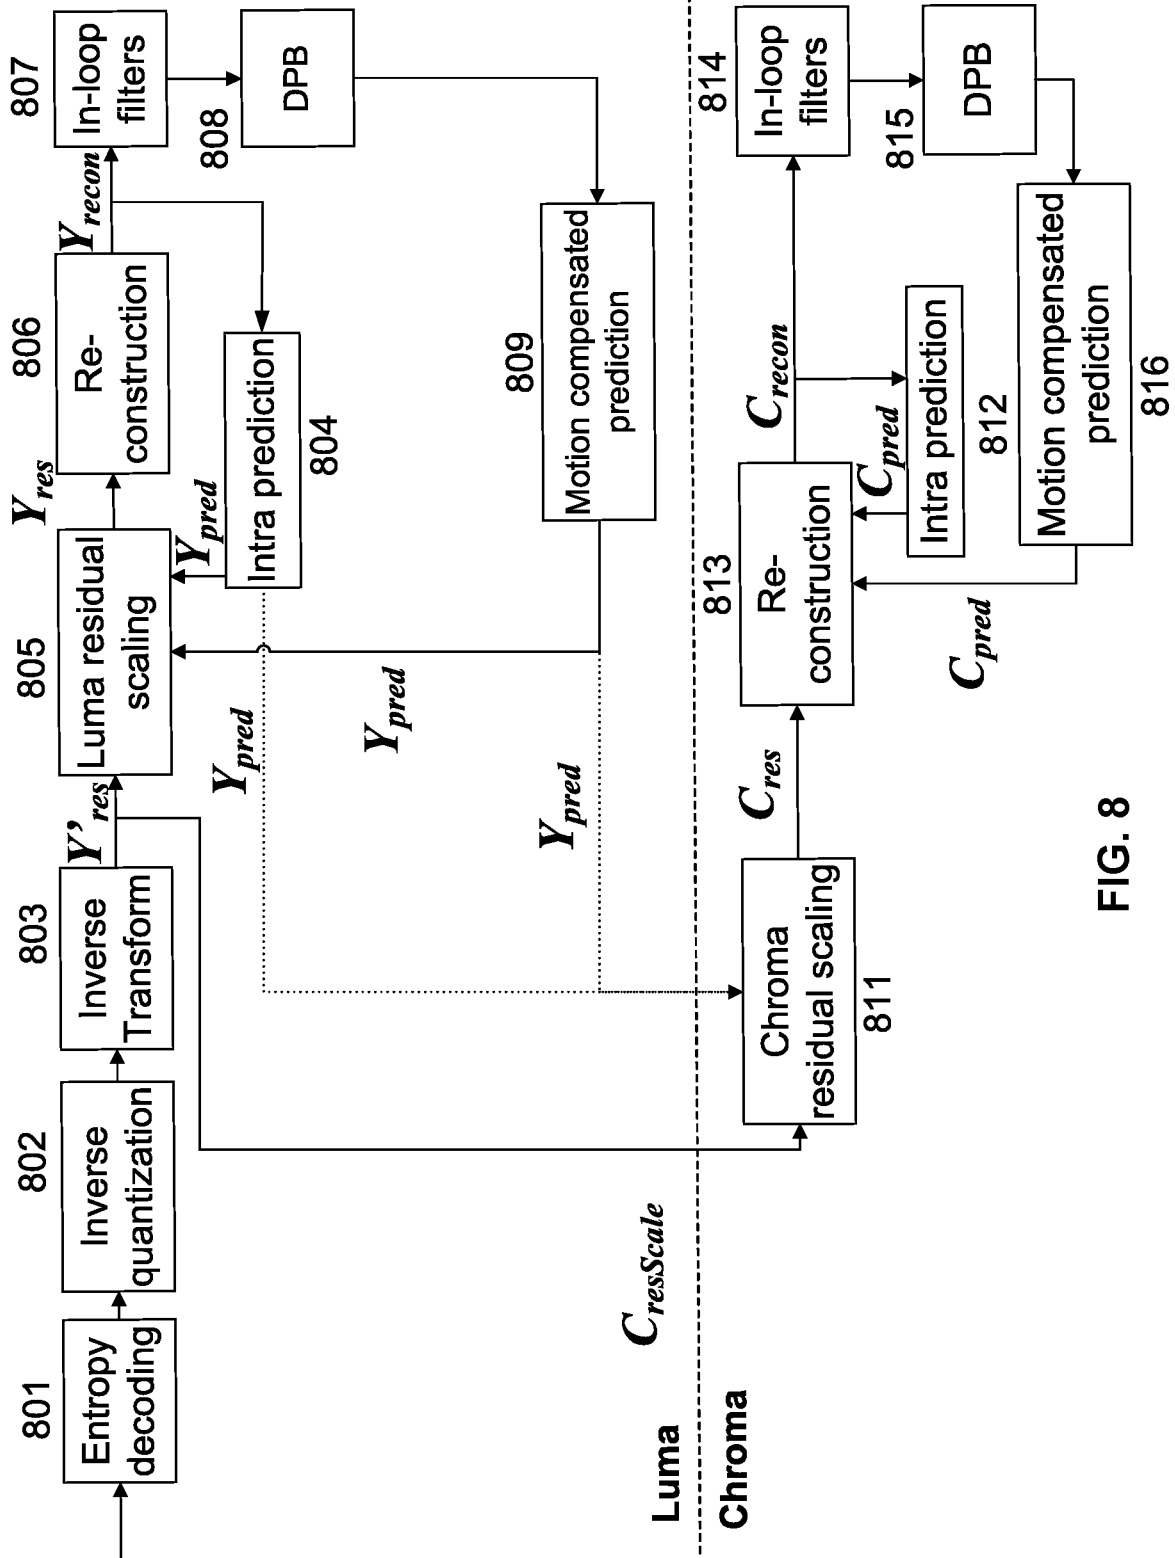 801
Entropy
decoding
802
Inverse
quantization
803
Inverse
Transform
Y'res
805
Luma residual
scaling
Yres
806
Re-
construction
Yrecon
807
In-loop
filters
808
DPB
Ypred
Intra prediction
804
Ypred
Ypred
Ypred
809
Motion compensated
prediction
CresScale
Luma
Chroma
Chroma
residual scaling
811
Cres
813
Re-
construction
Crecon
814
In-loop
filters
815
DPB
Cpred
Intra prediction
812
Cpred
Motion compensated
prediction
816
FIG. 8